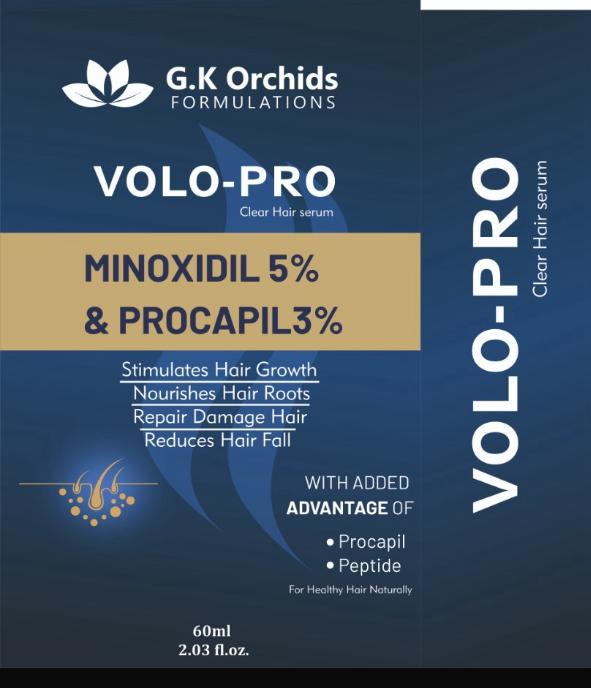 G.K Orchids
FORMULATIONS
VOLO-PRO
Clear Hair serum
MINOXIDIL 5%
& PROCAPIL3%
Stimulates Hair Growth
Nourishes Hair Roots
Repair Damage Hair
Reduces Hair Fall
WITH ADDED
ADVANTAGE OF
• Procapil
• Peptide
For Healthy Hair Naturally
60ml
2.03 fl.oz.
VOLO-PRO
Clear Hair serum